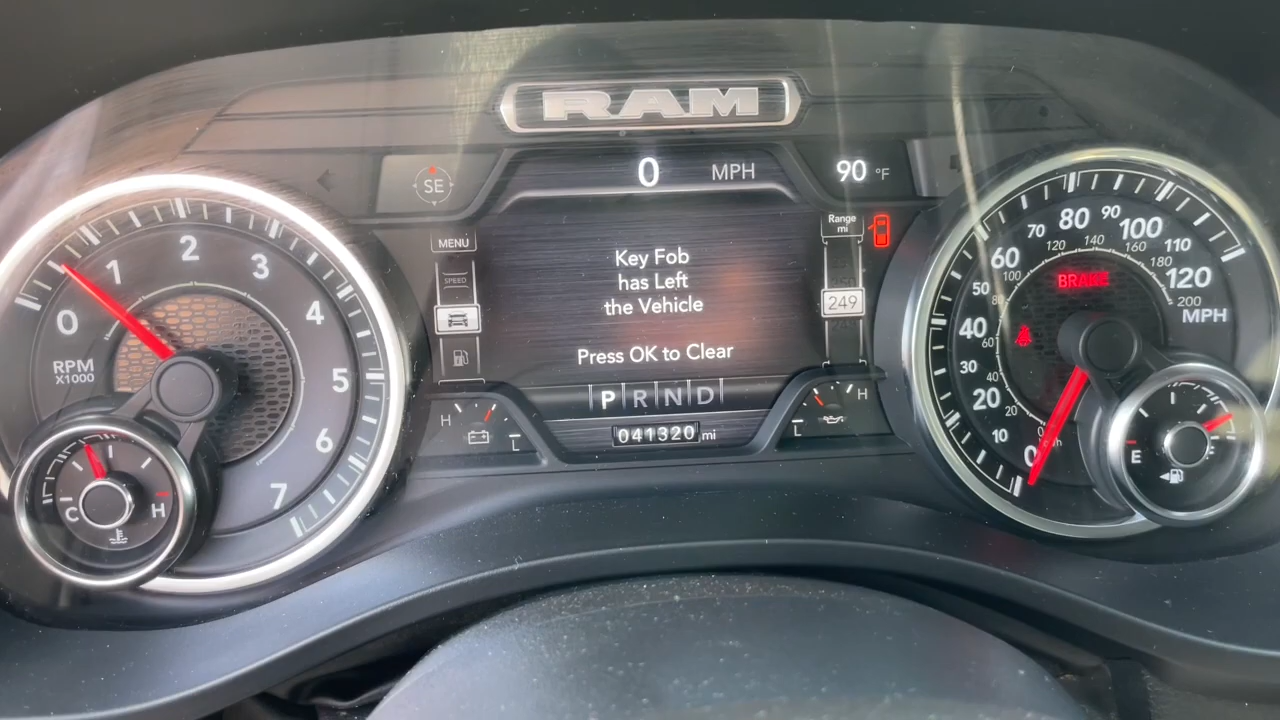 RAM
SE
0 MPH
90 °F
MENU
SPEED
Range
mi
249
Key Fob
has Left
the Vehicle
Press OK to Clear
P R N D
041320 mi
H
L
H
L
0
1
2
3
4
5
6
7
RPM
X1000
C
H
BRAKE
0
10
20
30
40
50
60
70
80
90
100
110
120
MPH
20
40
60
80
100
120
140
160
180
200
E